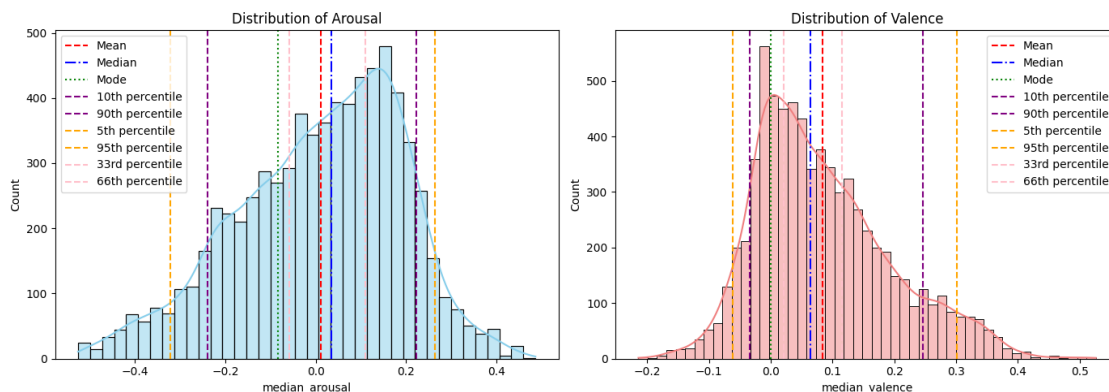 Distribution of Arousal
500
400
300
200
100
0
Count
−0.4
−0.2
0.0
0.2
0.4
median_arousal
Mean
Median
Mode
10th percentile
90th percentile
5th percentile
95th percentile
33rd percentile
66th percentile
Distribution of Valence
500
400
300
200
100
0
Count
−0.2
−0.1
0.0
0.1
0.2
0.3
0.4
0.5
median_valence
Mean
Median
Mode
10th percentile
90th percentile
5th percentile
95th percentile
33rd percentile
66th percentile